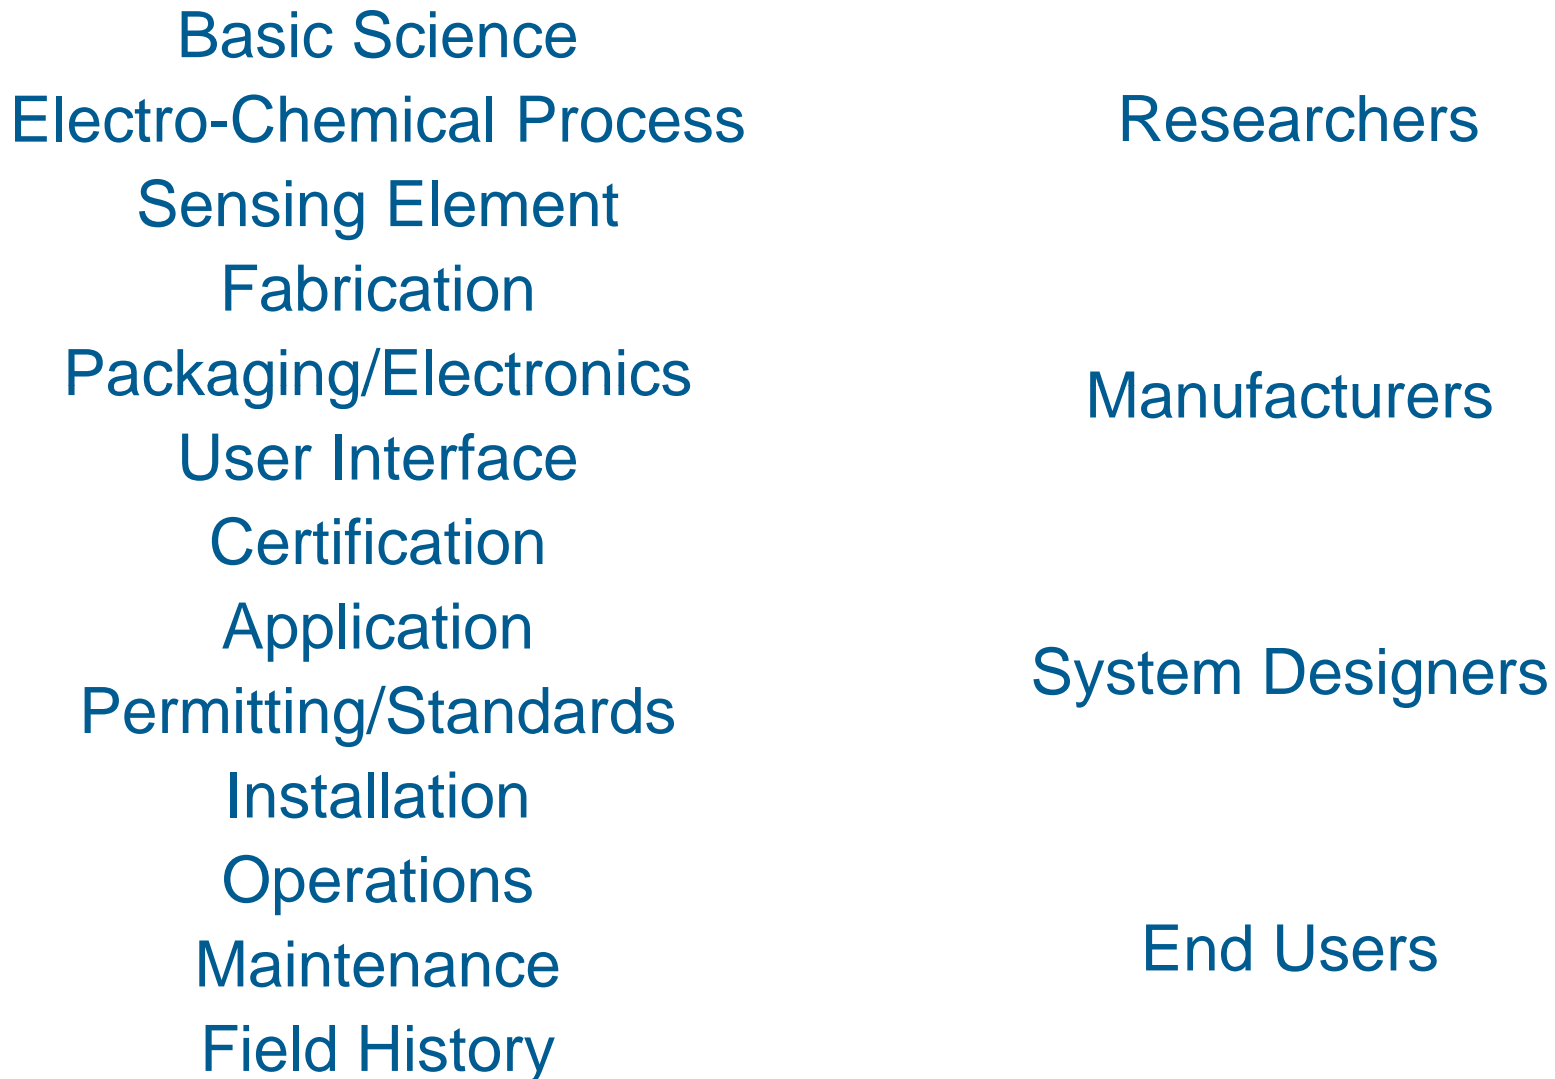 Basic Science
Electro-Chemical Process
Sensing Element
Fabrication
Packaging/Electronics
User Interface
Certification
Application
Permitting/Standards
Installation
Operations
Maintenance
Field History
Researchers
Manufacturers
System Designers
End Users